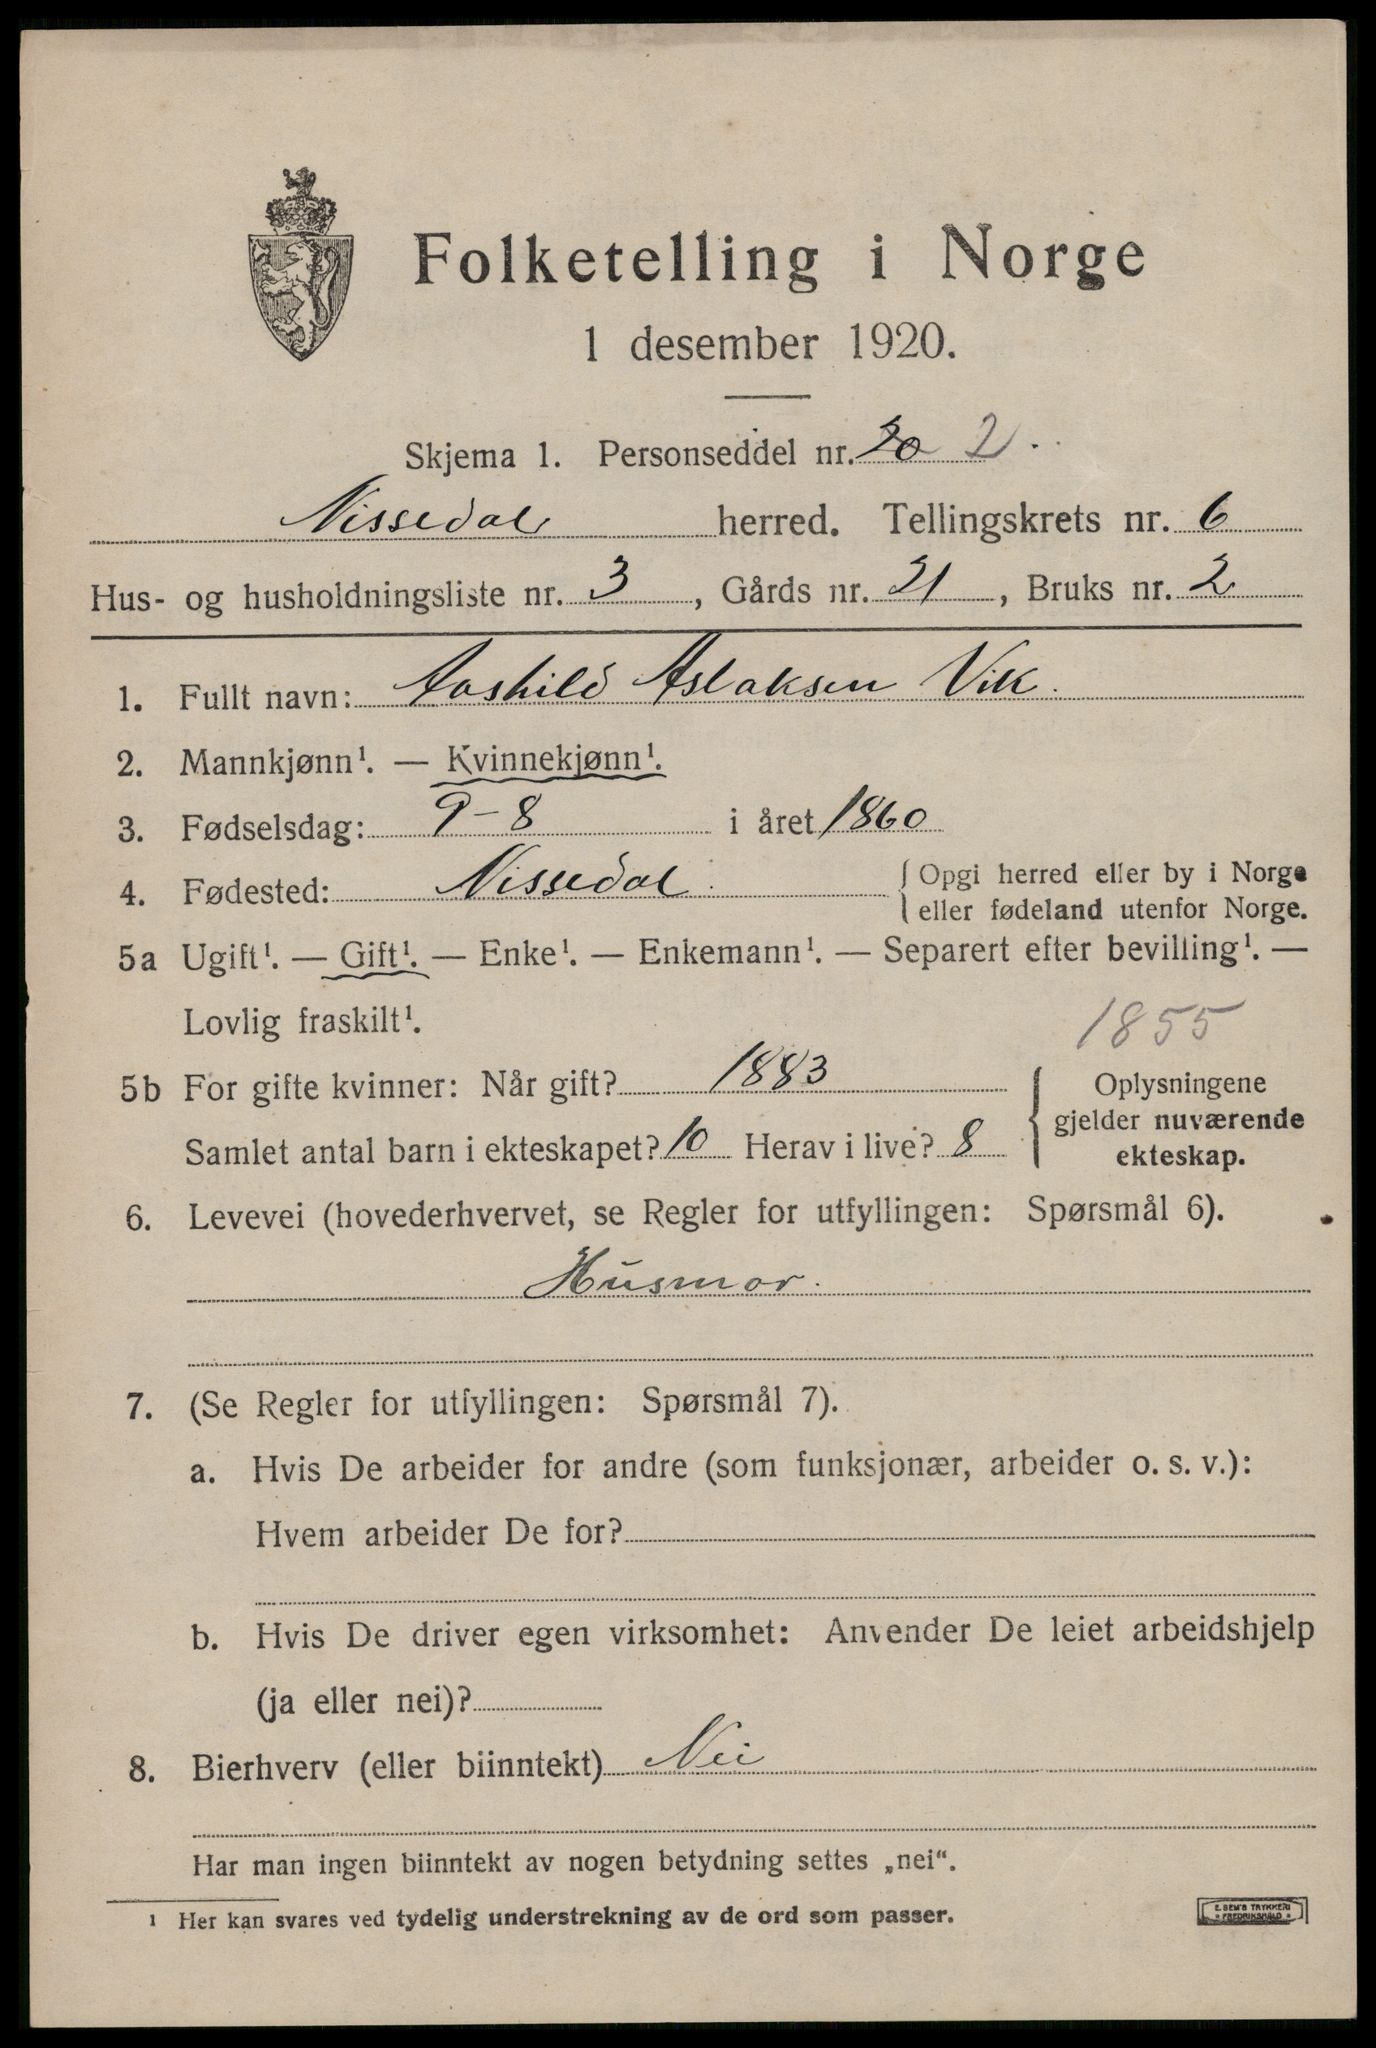 Folketelling i Norge
1 desember 1920.
Skjema 1. Personseddel nr. 20 2
Nissedal herred. Tellingskrets nr. 6
Hus- og husholdningsliste nr. 3, Gårds nr. 21, Bruks nr. 2
1. Fullt navn: Aashild Aslaksen Vik.
2. Mannkjønn¹. — Kvinnekjønn¹.
3. Fødselsdag: 9-8 i året 1860
4. Fødested: Nissedal. { Opgi herred eller by i Norge
eller fødeland utenfor Norge.
5a Ugift¹. — Gift¹. — Enke¹. — Enkemann¹. — Separert efter bevilling¹. —
Lovlig fraskilt¹.
1855
5b For gifte kvinner: Når gift? 1883 { Oplysningene
gjelder nuværende
Samlet antal barn i ekteskapet? 10 Herav i live? 8 ekteskap.
6. Levevei (hovederhvervet, se Regler for utfyllingen: Spørsmål 6).
Husmor.
7. (Se Regler for utfyllingen: Spørsmål 7).
a. Hvis De arbeider for andre (som funksjonær, arbeider o. s. v.):
Hvem arbeider De for?
b. Hvis De driver egen virksomhet: Anvender De leiet arbeidshjelp
(ja eller nei)?
8. Bierhverv (eller biinntekt) Nei
Har man ingen biinntekt av nogen betydning settes „nei“.
¹ Her kan svares ved tydelig understrekning av de ord som passer.
E. SEM'S TRYKKERI
* FREDRIKSHALD *